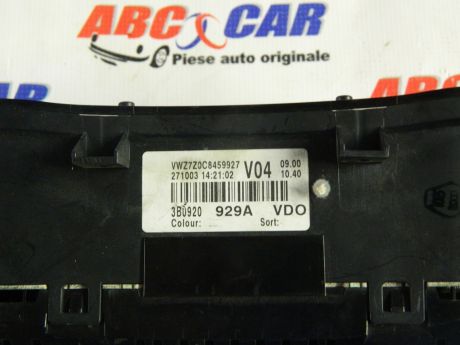 ABC CAR
Piese auto originale
VWZ7Z0C8459927
271003 14:21:02 V04 09.00
10.40
3B0920 929A VDO
Colour: Sort: